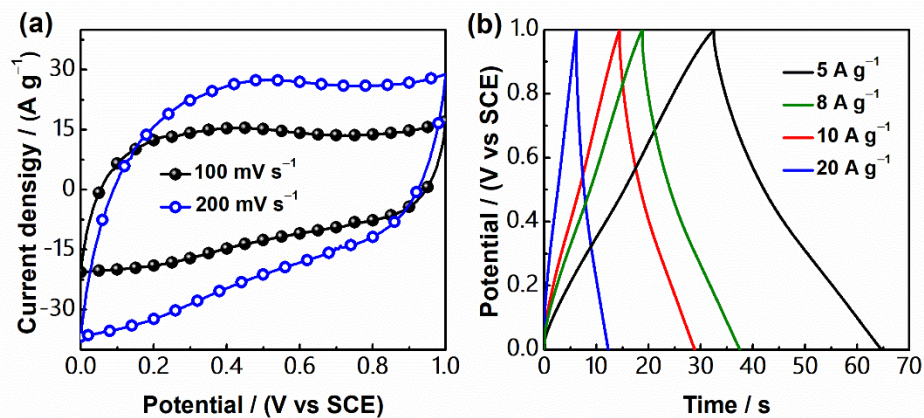 (a)
Current densigy / (A g⁻¹)
45
30
15
0
−15
−30
100 mV s⁻¹
200 mV s⁻¹
0.0 0.2 0.4 0.6 0.8 1.0
Potential / (V vs SCE)
(b)
Potential / (V vs SCE)
1.0
0.8
0.6
0.4
0.2
0.0
5 A g⁻¹
8 A g⁻¹
10 A g⁻¹
20 A g⁻¹
0 10 20 30 40 50 60 70
Time / s